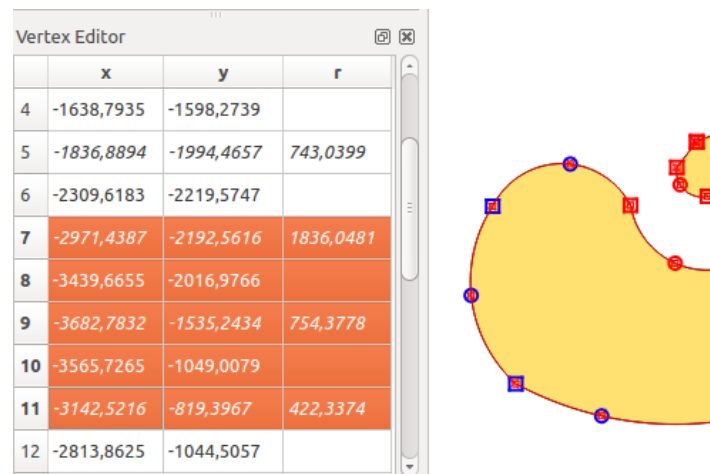 Vertex Editor
x y r
4 -1638,7935 -1598,2739
5 -1836,8894 -1994,4657 743,0399
6 -2309,6183 -2219,5747
7 -2971,4387 -2192,5616 1836,0481
8 -3439,6655 -2016,9766
9 -3682,7832 -1535,2434 754,3778
10 -3565,7265 -1049,0079
11 -3142,5216 -819,3967 422,3374
12 -2813,8625 -1044,5057